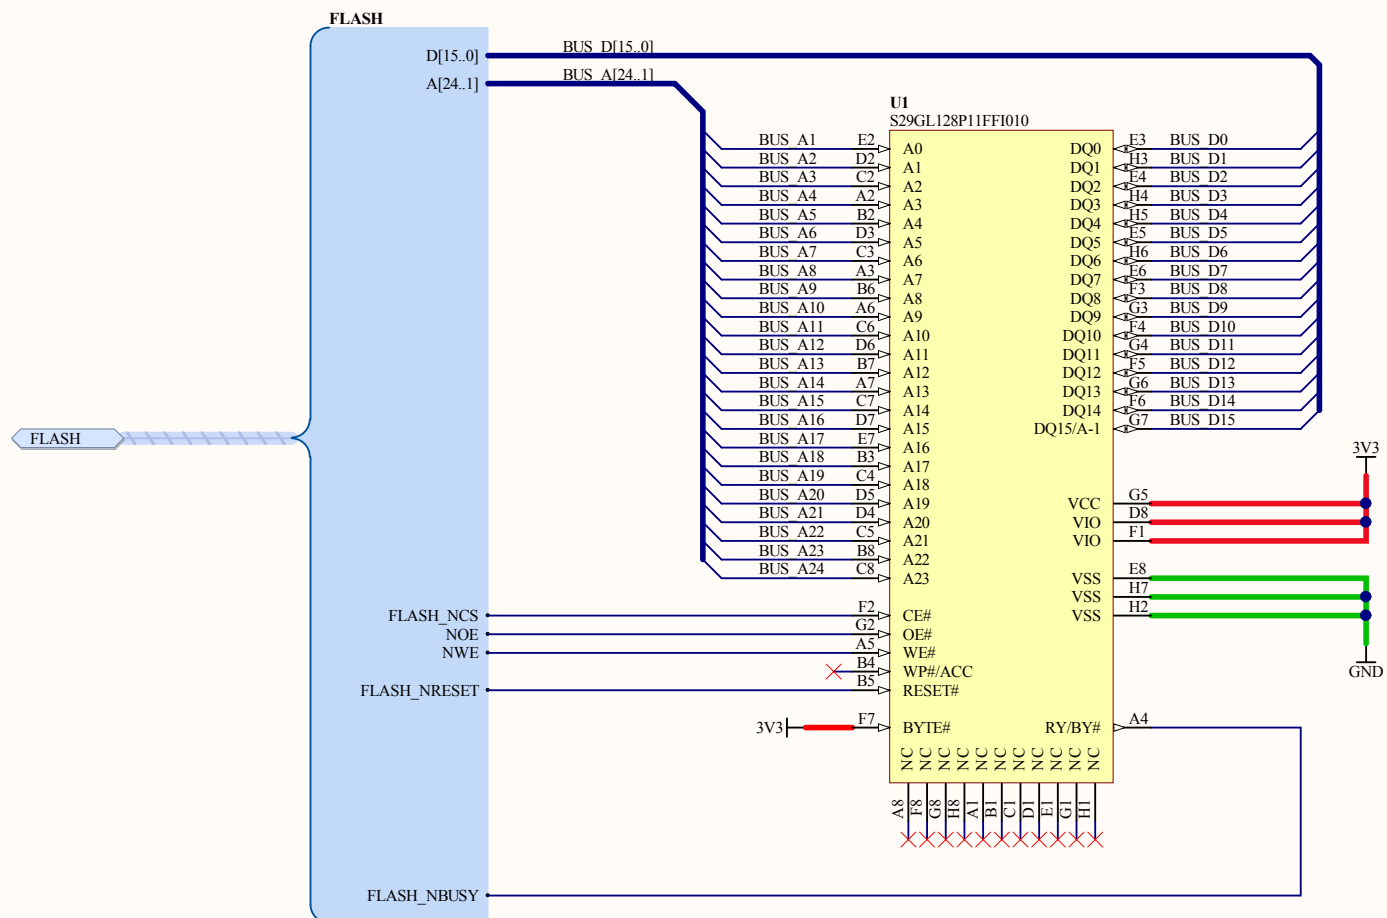 FLASH
D[15..0] BUS_D[15..0]
A[24..1] BUS_A[24..1]
U1
S29GL128P11FFI010
BUS_A1 E2 A0 DQ0 E3 BUS_D0
BUS_A2 D2 A1 DQ1 H3 BUS_D1
BUS_A3 C2 A2 DQ2 E4 BUS_D2
BUS_A4 A2 A3 DQ3 H4 BUS_D3
BUS_A5 B2 A4 DQ4 H5 BUS_D4
BUS_A6 D3 A5 DQ5 E5 BUS_D5
BUS_A7 C3 A6 DQ6 H6 BUS_D6
BUS_A8 A3 A7 DQ7 E6 BUS_D7
BUS_A9 B6 A8 DQ8 F3 BUS_D8
BUS_A10 A6 A9 DQ9 G3 BUS_D9
BUS_A11 C6 A10 DQ10 F4 BUS_D10
BUS_A12 D6 A11 DQ11 G4 BUS_D11
BUS_A13 B7 A12 DQ12 F5 BUS_D12
BUS_A14 A7 A13 DQ13 G6 BUS_D13
BUS_A15 C7 A14 DQ14 F6 BUS_D14
BUS_A16 D7 A15 DQ15/A-1 G7 BUS_D15
FLASH
BUS_A17 E7 A16
BUS_A18 B3 A17
3V3
BUS_A19 C4 A18
BUS_A20 D5 A19 VCC G5
BUS_A21 D4 A20 VIO D8
BUS_A22 C5 A21 VIO F1
BUS_A23 B8 A22
BUS_A24 C8 A23 VSS E8
VSS H7
FLASH_NCS F2 CE# VSS H2
NOE G2 OE#
NWE A5 WE#
B4 WP#/ACC
GND
FLASH_NRESET B5 RESET#
3V3 F7 BYTE# RY/BY# A4
NC NC NC NC NC NC NC NC NC NC NC
A8 F8 G8 H8 A1 B1 C1 D1 E1 G1 H1
FLASH_NBUSY